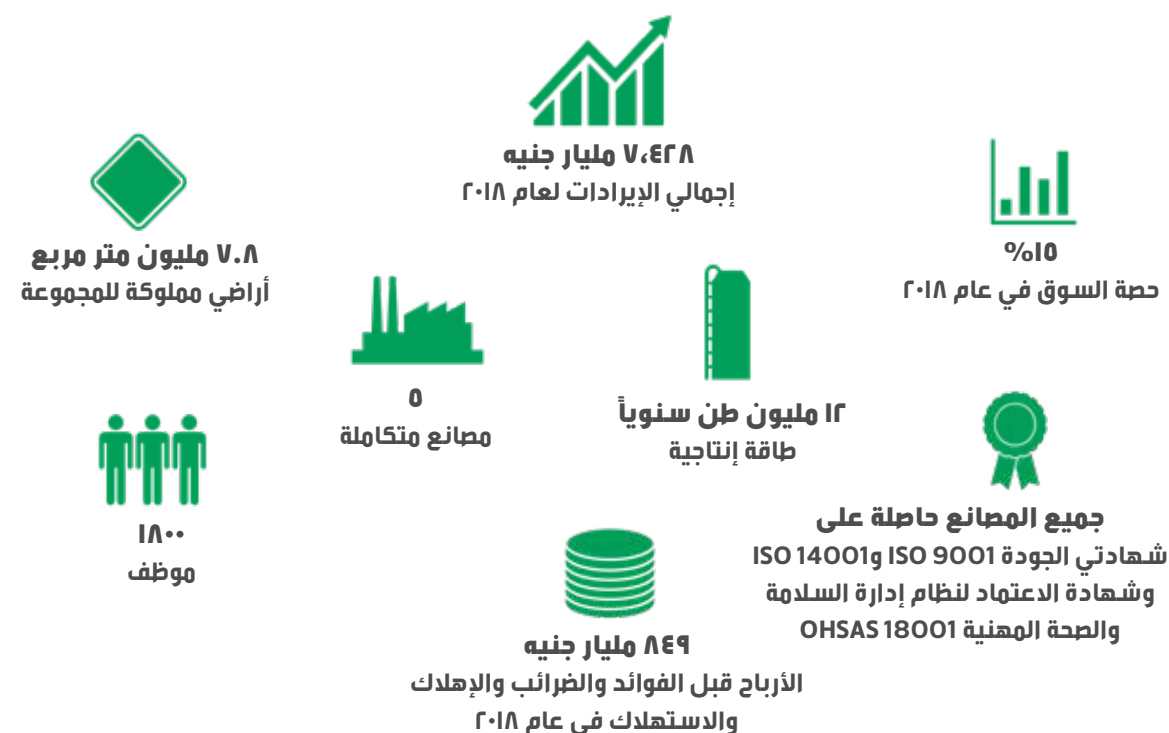 ٧،٤٢٨ مليار جنيه
إجمالي الإيرادات لعام ٢٠١٨
١٥%
حصة السوق في عام ٢٠١٨
٧.٨ مليون متر مربع
أراضي مملوكة للمجموعة
١٢ مليون طن سنوياً
طاقة إنتاجية
٥
مصانع متكاملة
جميع المصانع حاصلة على
شهادتي الجودة ISO 9001 وISO 14001
وشهادة الاعتماد لنظام إدارة السلامة
والصحة المهنية OHSAS 18001
١٨٠٠
موظف
٨٤٩ مليار جنيه
الأرباح قبل الفوائد والضرائب والإهلاك
والاستهلاك في عام ٢٠١٨